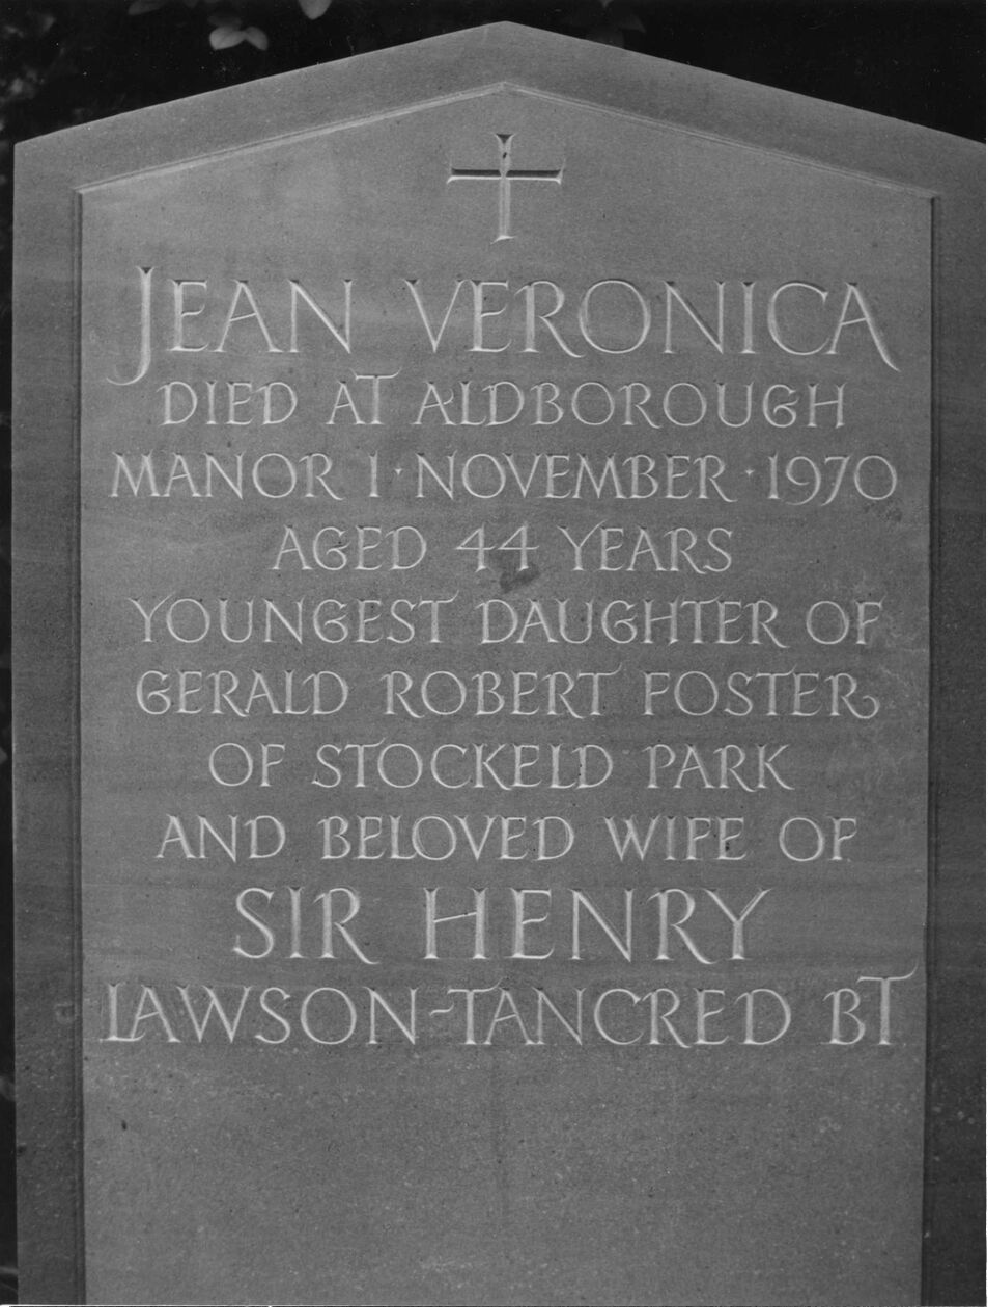 JEAN VERONICA
DIED AT ALDBOROUGH
MANOR 1 · NOVEMBER · 1970
AGED 44 YEARS
YOUNGEST DAUGHTER OF
GERALD ROBERT FOSTER
OF STOCKELD PARK
AND BELOVED WIFE OF
SIR HENRY
LAWSON-TANCRED BT